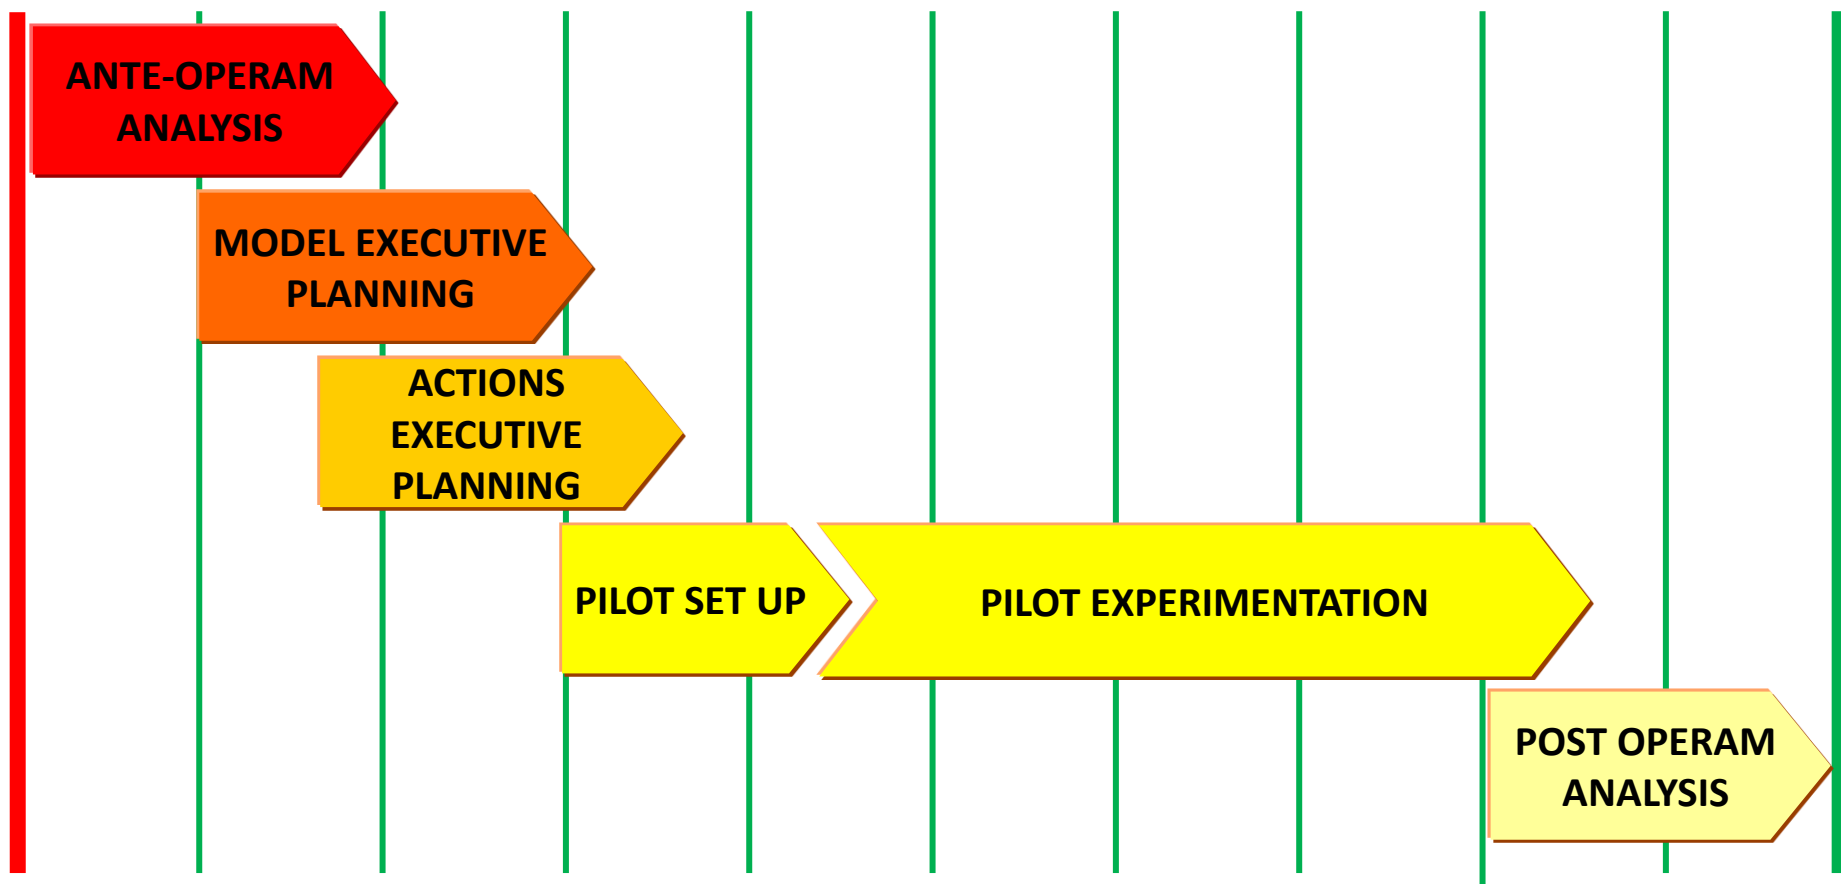 ANTE-OPERAM
ANALYSIS
MODEL EXECUTIVE
PLANNING
ACTIONS
EXECUTIVE
PLANNING
PILOT SET UP
PILOT EXPERIMENTATION
POST OPERAM
ANALYSIS